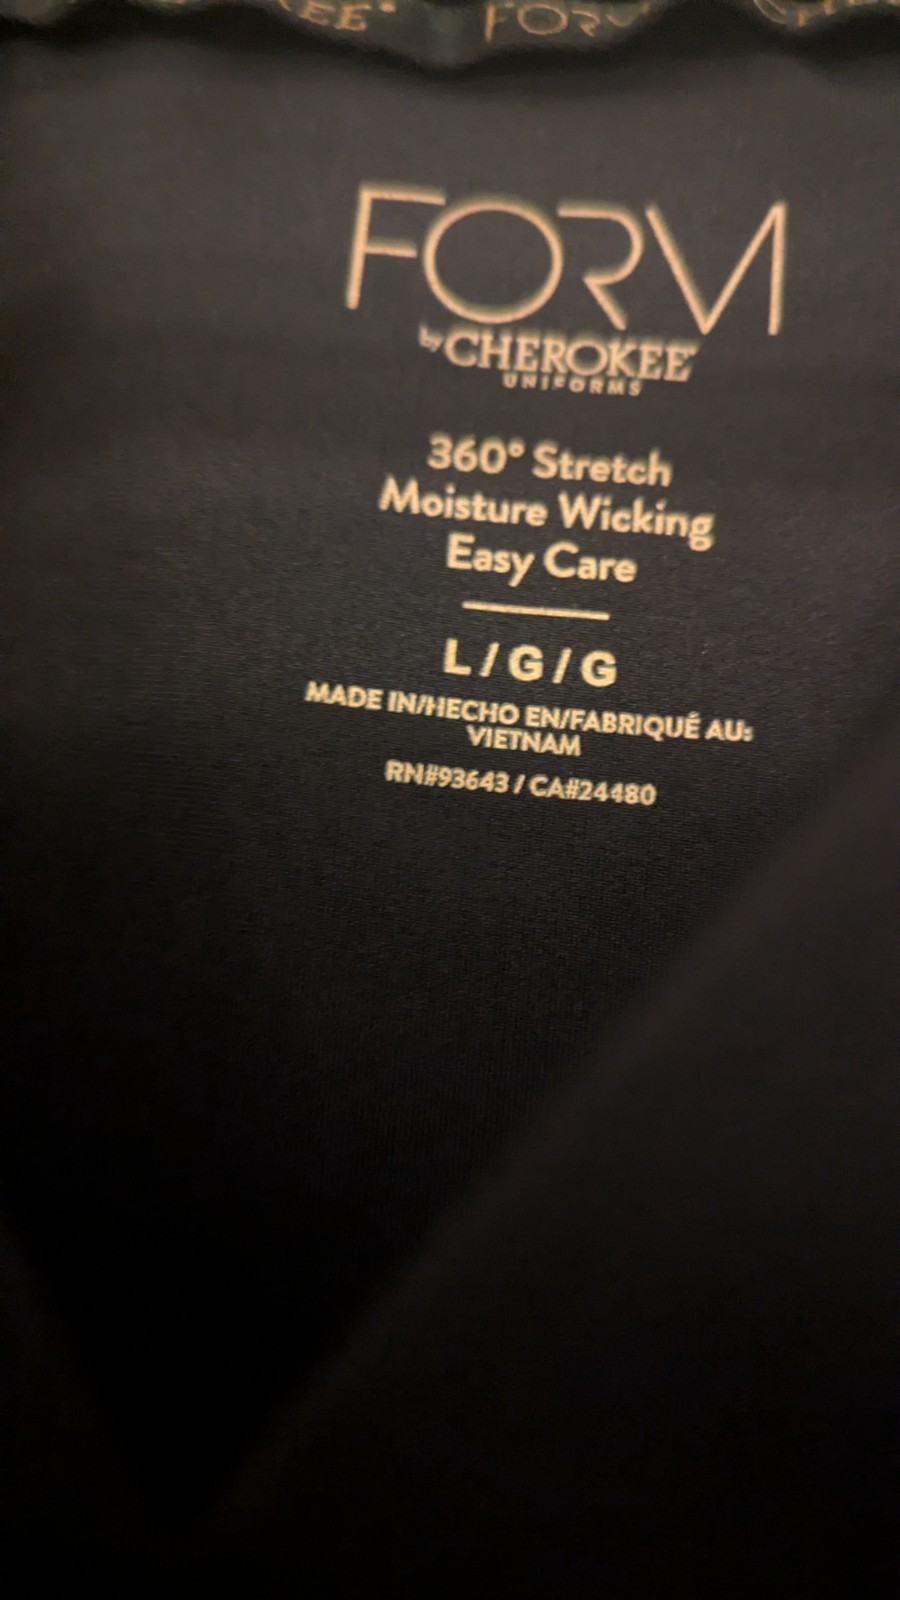 FORM
FORM
by CHEROKEE
UNIFORMS
360° Stretch
Moisture Wicking
Easy Care
L / G / G
MADE IN/HECHO EN/FABRIQUÉ AU:
VIETNAM
RN#93643 / CA#24480